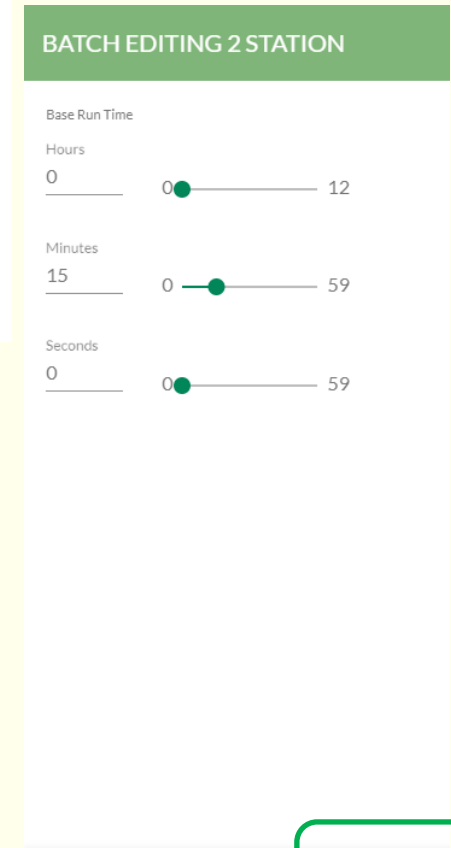 BATCH EDITING 2 STATION
Base Run Time
Hours
0 0 12
Minutes
15 0 59
Seconds
0 0 59